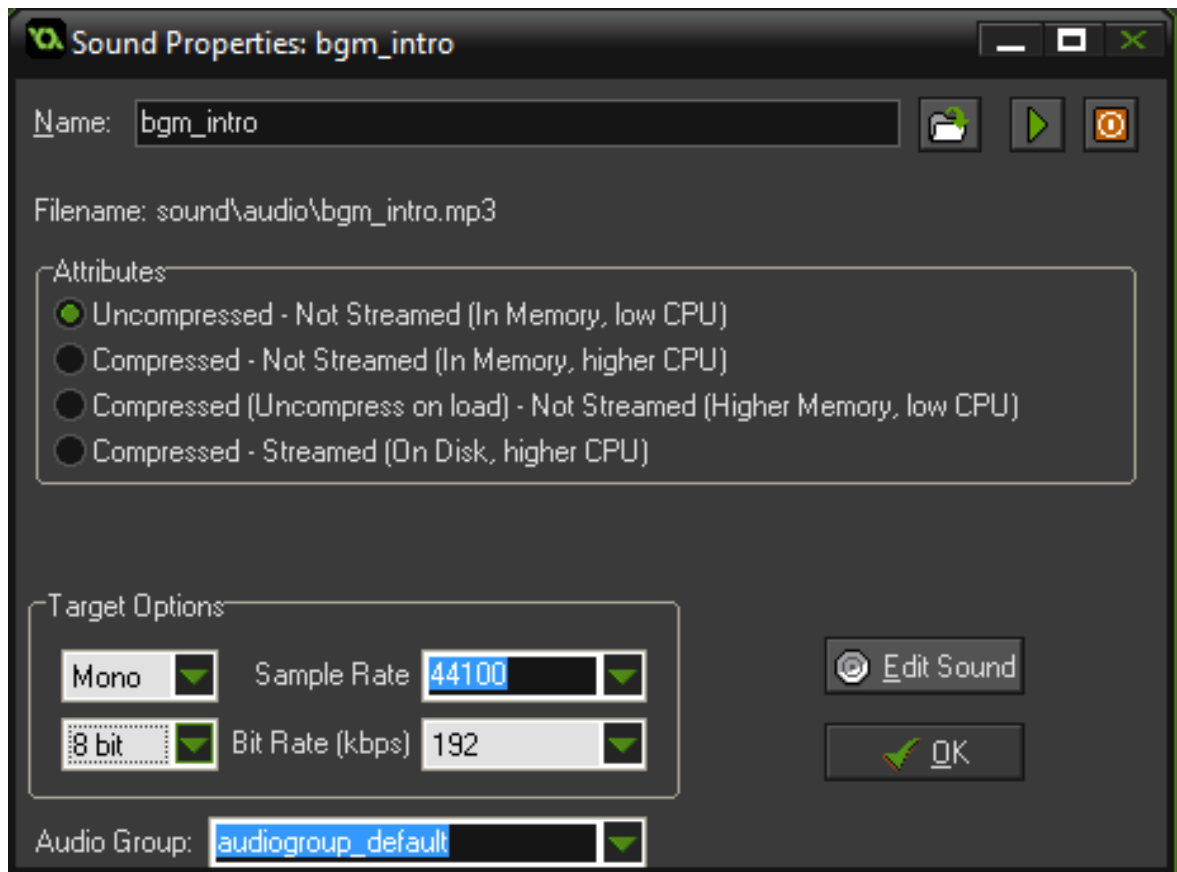 Sound Properties: bgm_intro
Name: bgm_intro
Filename: sound\audio\bgm_intro.mp3
Attributes
Uncompressed - Not Streamed (In Memory, low CPU)
Compressed - Not Streamed (In Memory, higher CPU)
Compressed (Uncompress on load) - Not Streamed (Higher Memory, low CPU)
Compressed - Streamed (On Disk, higher CPU)
Target Options
Mono Sample Rate 44100
Edit Sound
8 bit Bit Rate (kbps) 192
OK
Audio Group: audiogroup_default